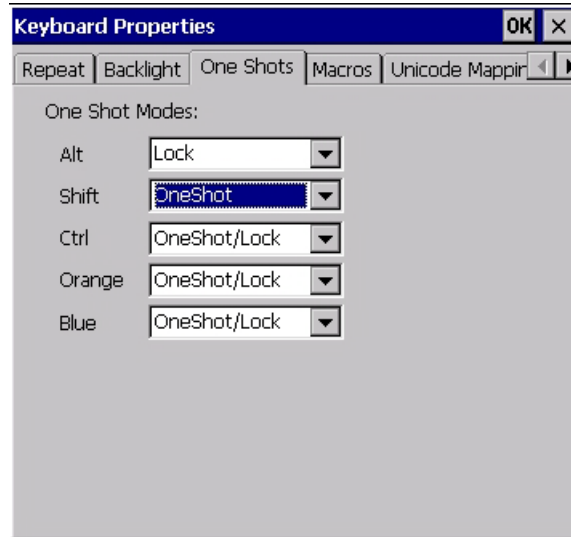 Keyboard Properties OK ×
Repeat Backlight One Shots Macros Unicode Mappin
One Shot Modes:
Alt Lock
Shift OneShot
Ctrl OneShot/Lock
Orange OneShot/Lock
Blue OneShot/Lock